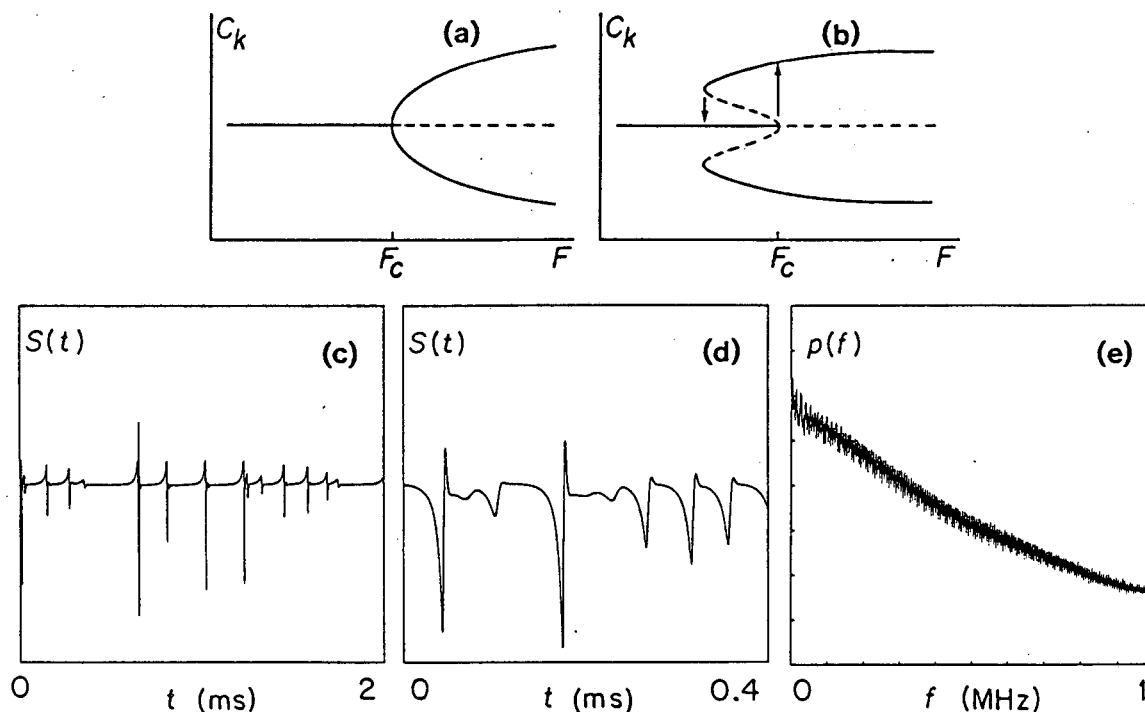 C_k (a)
F_c F
C_k (b)
F_c F
S(t) (c)
0 t (ms) 2
S(t) (d)
0 t (ms) 0.4
p(f) (e)
0 f (MHz) 1